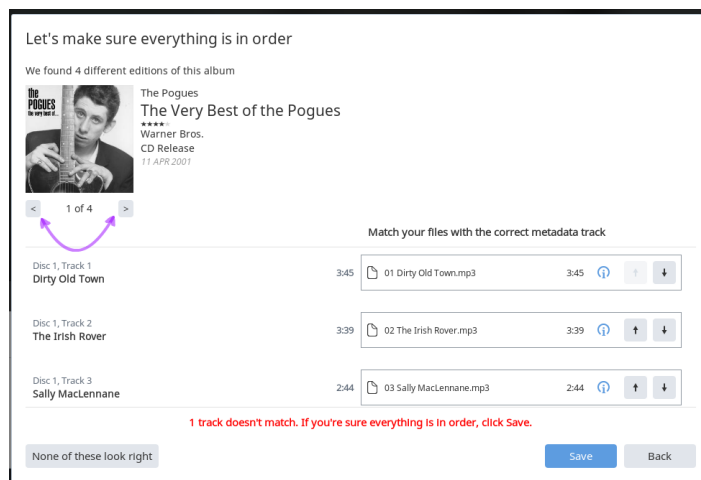 Let's make sure everything is in order
We found 4 different editions of this album
the
POGUES
the very best of...
The Pogues
The Very Best of the Pogues
★★★★★
Warner Bros.
CD Release
11 APR 2001
< 1 of 4 >
Match your files with the correct metadata track
Disc 1, Track 1
Dirty Old Town
3:45 01 Dirty Old Town.mp3 3:45
Disc 1, Track 2
The Irish Rover
3:39 02 The Irish Rover.mp3 3:39
Disc 1, Track 3
Sally MacLennane
2:44 03 Sally MacLennane.mp3 2:44
1 track doesn't match. If you're sure everything is in order, click Save.
None of these look right
Save
Back